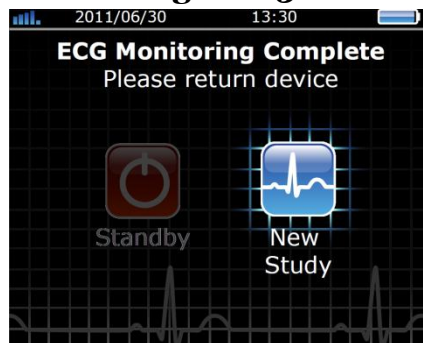 2011/06/30 13:30
ECG Monitoring Complete
Please return device
Standby
New
Study